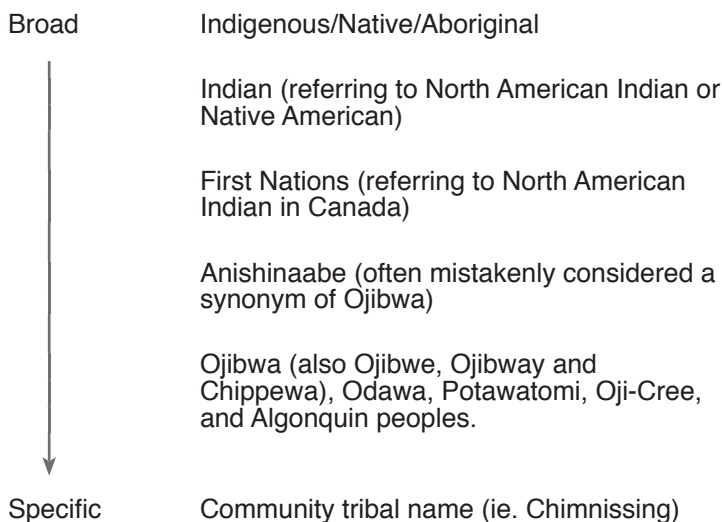 Broad Indigenous/Native/Aboriginal
Indian (referring to North American Indian or
Native American)
First Nations (referring to North American
Indian in Canada)
Anishinaabe (often mistakenly considered a
synonym of Ojibwa)
Ojibwa (also Ojibwe, Ojibway and
Chippewa), Odawa, Potawatomi, Oji-Cree,
and Algonquin peoples.
Specific Community tribal name (ie. Chimnissing)